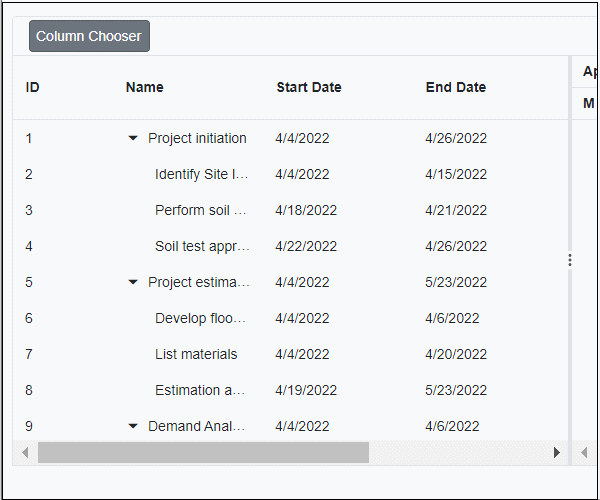 Column Chooser
ID Name Start Date End Date Ap
M
1 Project initiation 4/4/2022 4/26/2022
2 Identify Site I... 4/4/2022 4/15/2022
3 Perform soil ... 4/18/2022 4/21/2022
4 Soil test appr... 4/22/2022 4/26/2022
5 Project estima... 4/4/2022 5/23/2022
6 Develop floo... 4/4/2022 4/6/2022
7 List materials 4/4/2022 4/20/2022
8 Estimation a... 4/19/2022 5/23/2022
9 Demand Anal... 4/4/2022 4/6/2022